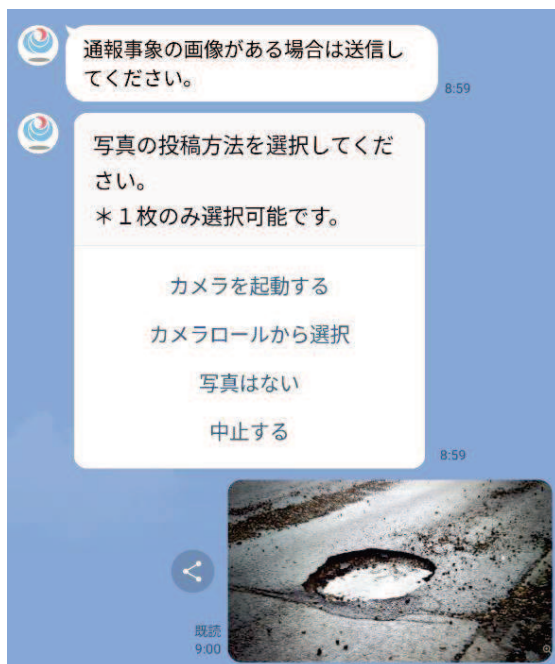 通報事象の画像がある場合は送信し
てください。
8:59
写真の投稿方法を選択してくだ
さい。
＊１枚のみ選択可能です。
カメラを起動する
カメラロールから選択
写真はない
中止する
8:59
既読
9:00